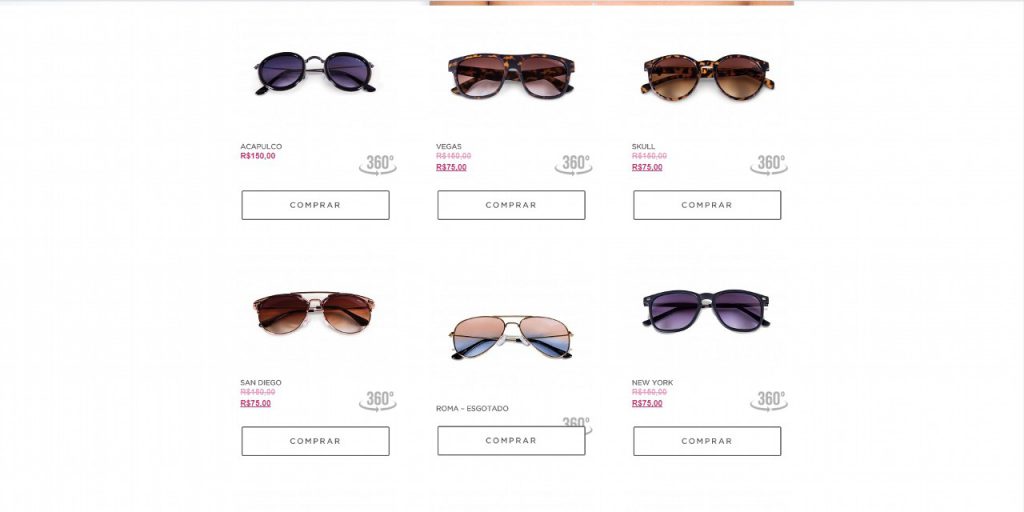 ACAPULCO
R$150,00
360°
COMPRAR
VEGAS
R$150,00
R$75,00
360°
COMPRAR
SKULL
R$150,00
R$75,00
360°
COMPRAR
SAN DIEGO
R$150,00
R$75,00
360°
COMPRAR
ROMA – ESGOTADO
360°
COMPRAR
NEW YORK
R$150,00
R$75,00
360°
COMPRAR